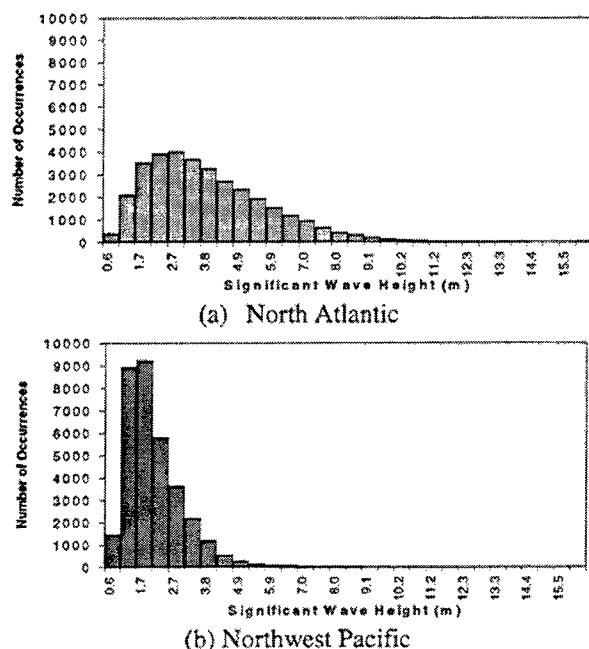 Number of Occurrences
10000
9000
8000
7000
6000
5000
4000
3000
2000
1000
0
0.6 1.7 2.7 3.8 4.9 5.9 7.0 8.0 9.1 10.2 11.2 12.3 13.3 14.4 15.5
Significant Wave Height (m)
(a) North Atlantic
Number of Occurrences
10000
9000
8000
7000
6000
5000
4000
3000
2000
1000
0
0.6 1.7 2.7 3.8 4.9 5.9 7.0 8.0 9.1 10.2 11.2 12.3 13.3 14.4 15.5
Significant Wave Height (m)
(b) Northwest Pacific